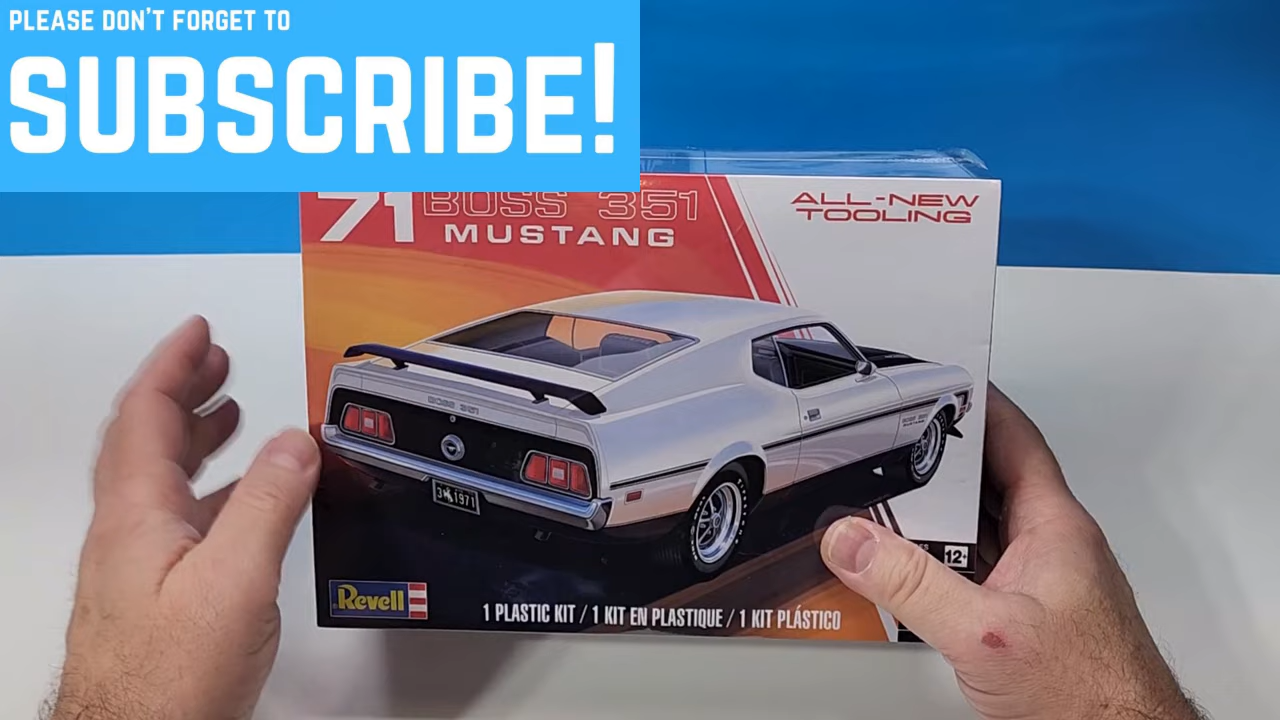 PLEASE DON'T FORGET TO
SUBSCRIBE!
71 BOSS 351
MUSTANG
ALL-NEW
TOOLING
BOSS 351
3 1971
12+
Revell
1 PLASTIC KIT / 1 KIT EN PLASTIQUE / 1 KIT PLÁSTICO